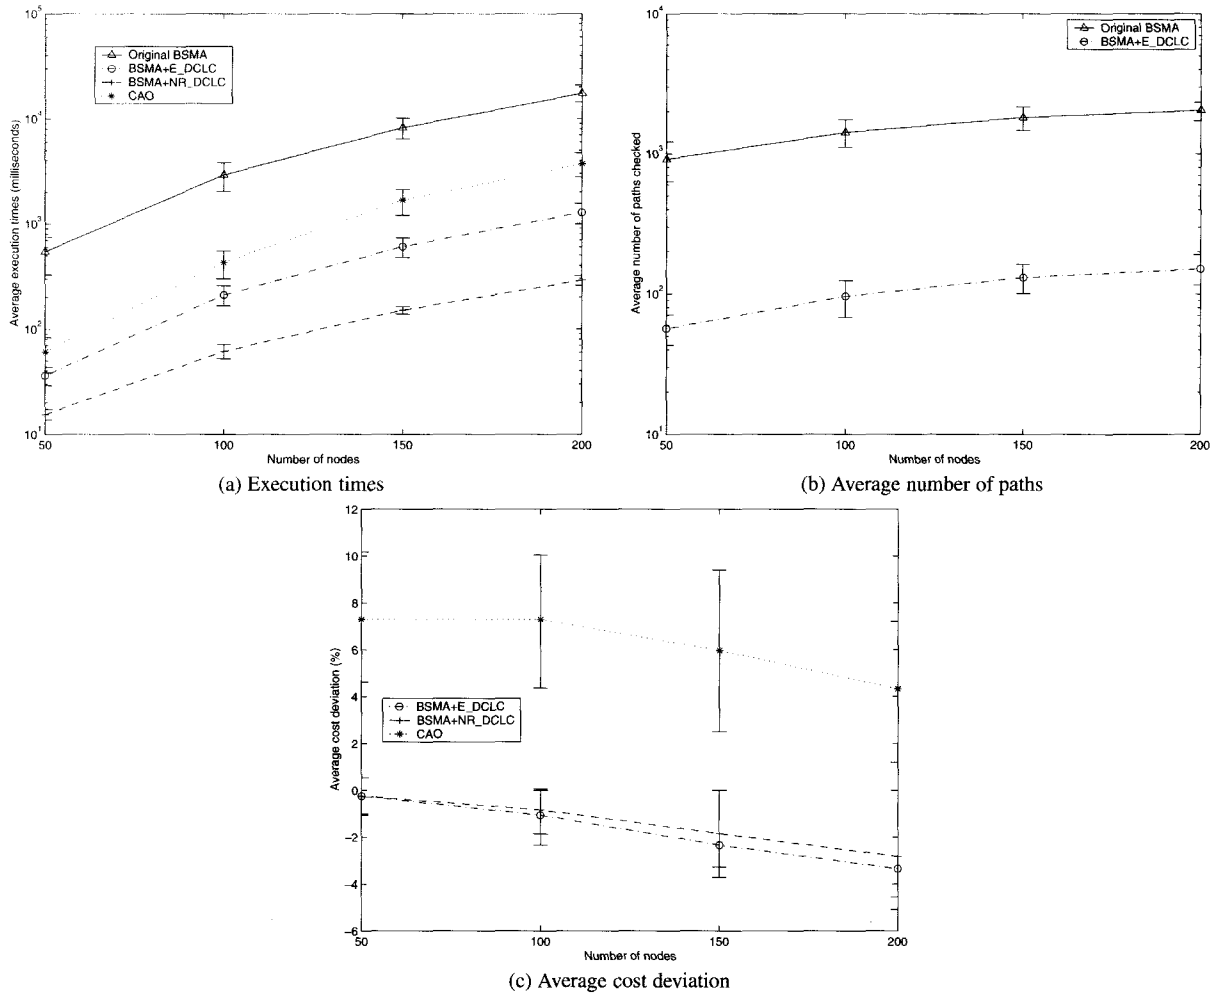 10^5
Original BSMA
BSMA+E_DCLC
BSMA+NR_DCLC
CAO
10^4
10^3
10^2
10^1
Average execution times (milliseconds)
50
100
150
200
Number of nodes
(a) Execution times
10^4
Original BSMA
BSMA+E_DCLC
10^3
10^2
10^1
Average number of paths checked
50
100
150
200
Number of nodes
(b) Average number of paths
12
10
8
6
4
2
0
−2
−4
−6
Average cost deviation (%)
BSMA+E_DCLC
BSMA+NR_DCLC
CAO
50
100
150
200
Number of nodes
(c) Average cost deviation